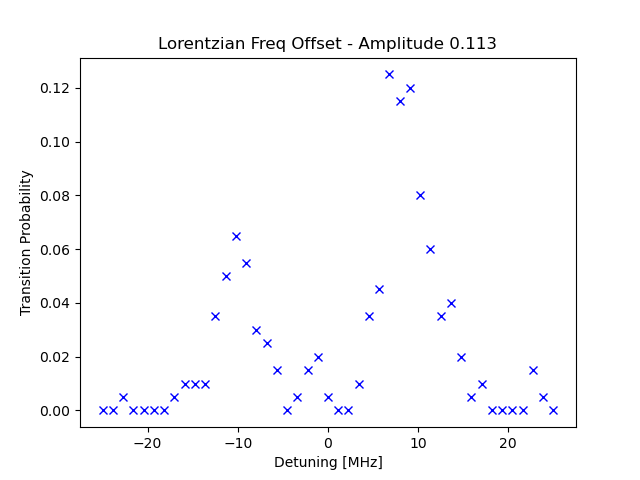 Lorentzian Freq Offset - Amplitude 0.113
0.12
0.10
0.08
0.06
0.04
0.02
0.00
Transition Probability
−20 −10 0 10 20
Detuning [MHz]